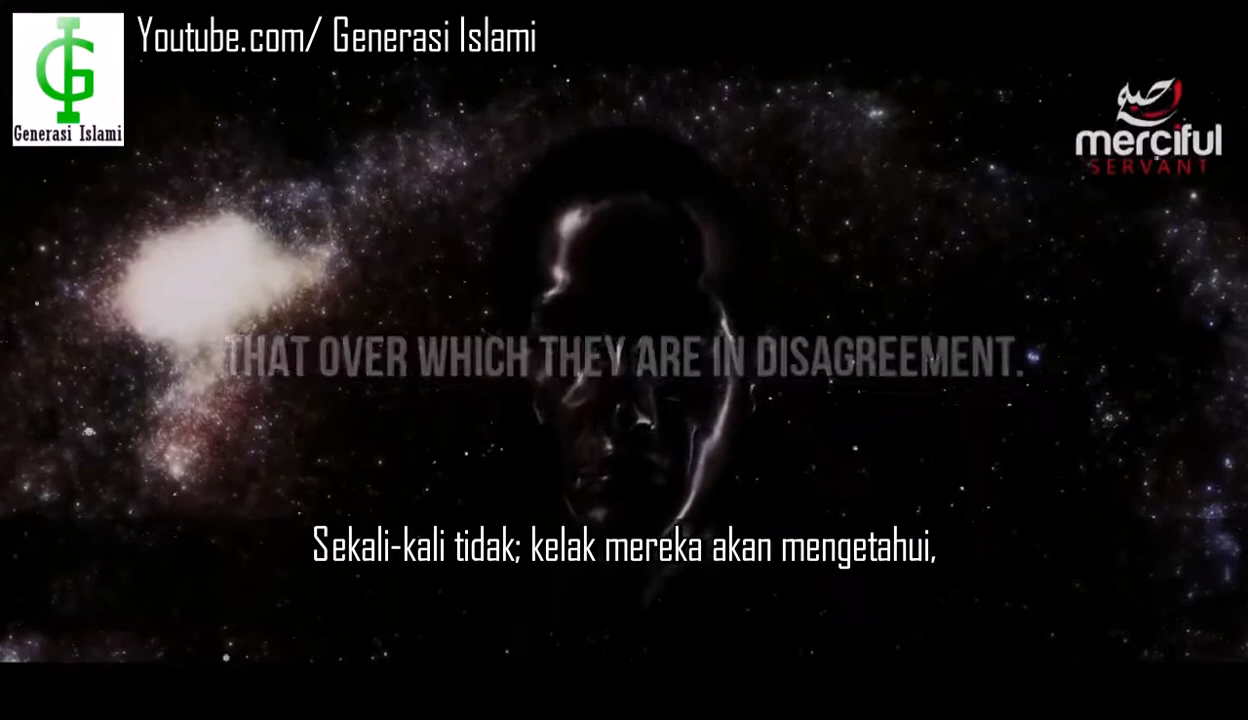 Youtube.com/ Generasi Islami
GI
Generasi Islami
merciful
SERVANT
THAT OVER WHICH THEY ARE IN DISAGREEMENT.
Sekali-kali tidak; kelak mereka akan mengetahui,